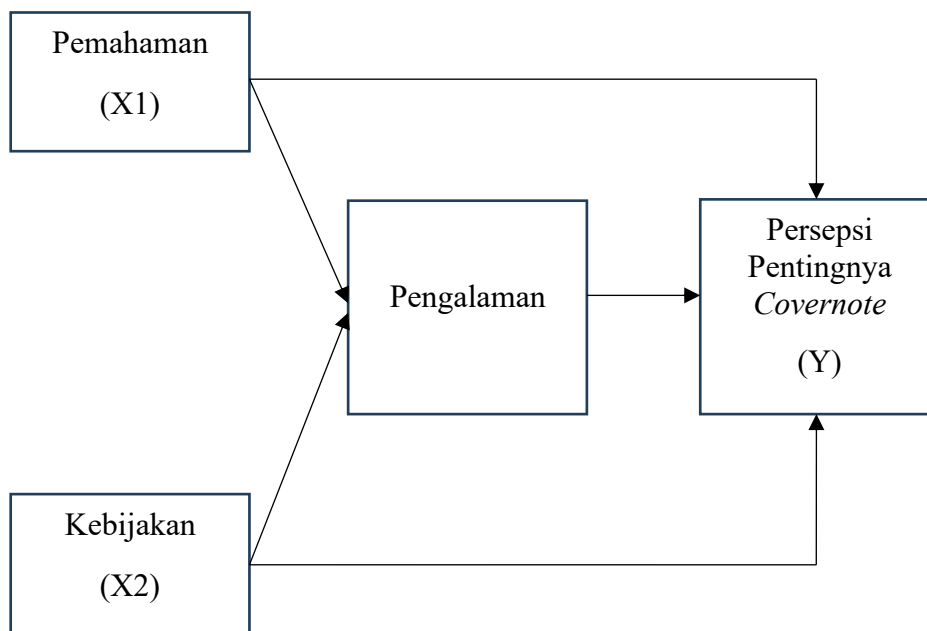 Pemahaman
(X1)
Pengalaman
Persepsi
Pentingnya
Covernote
(Y)
Kebijakan
(X2)